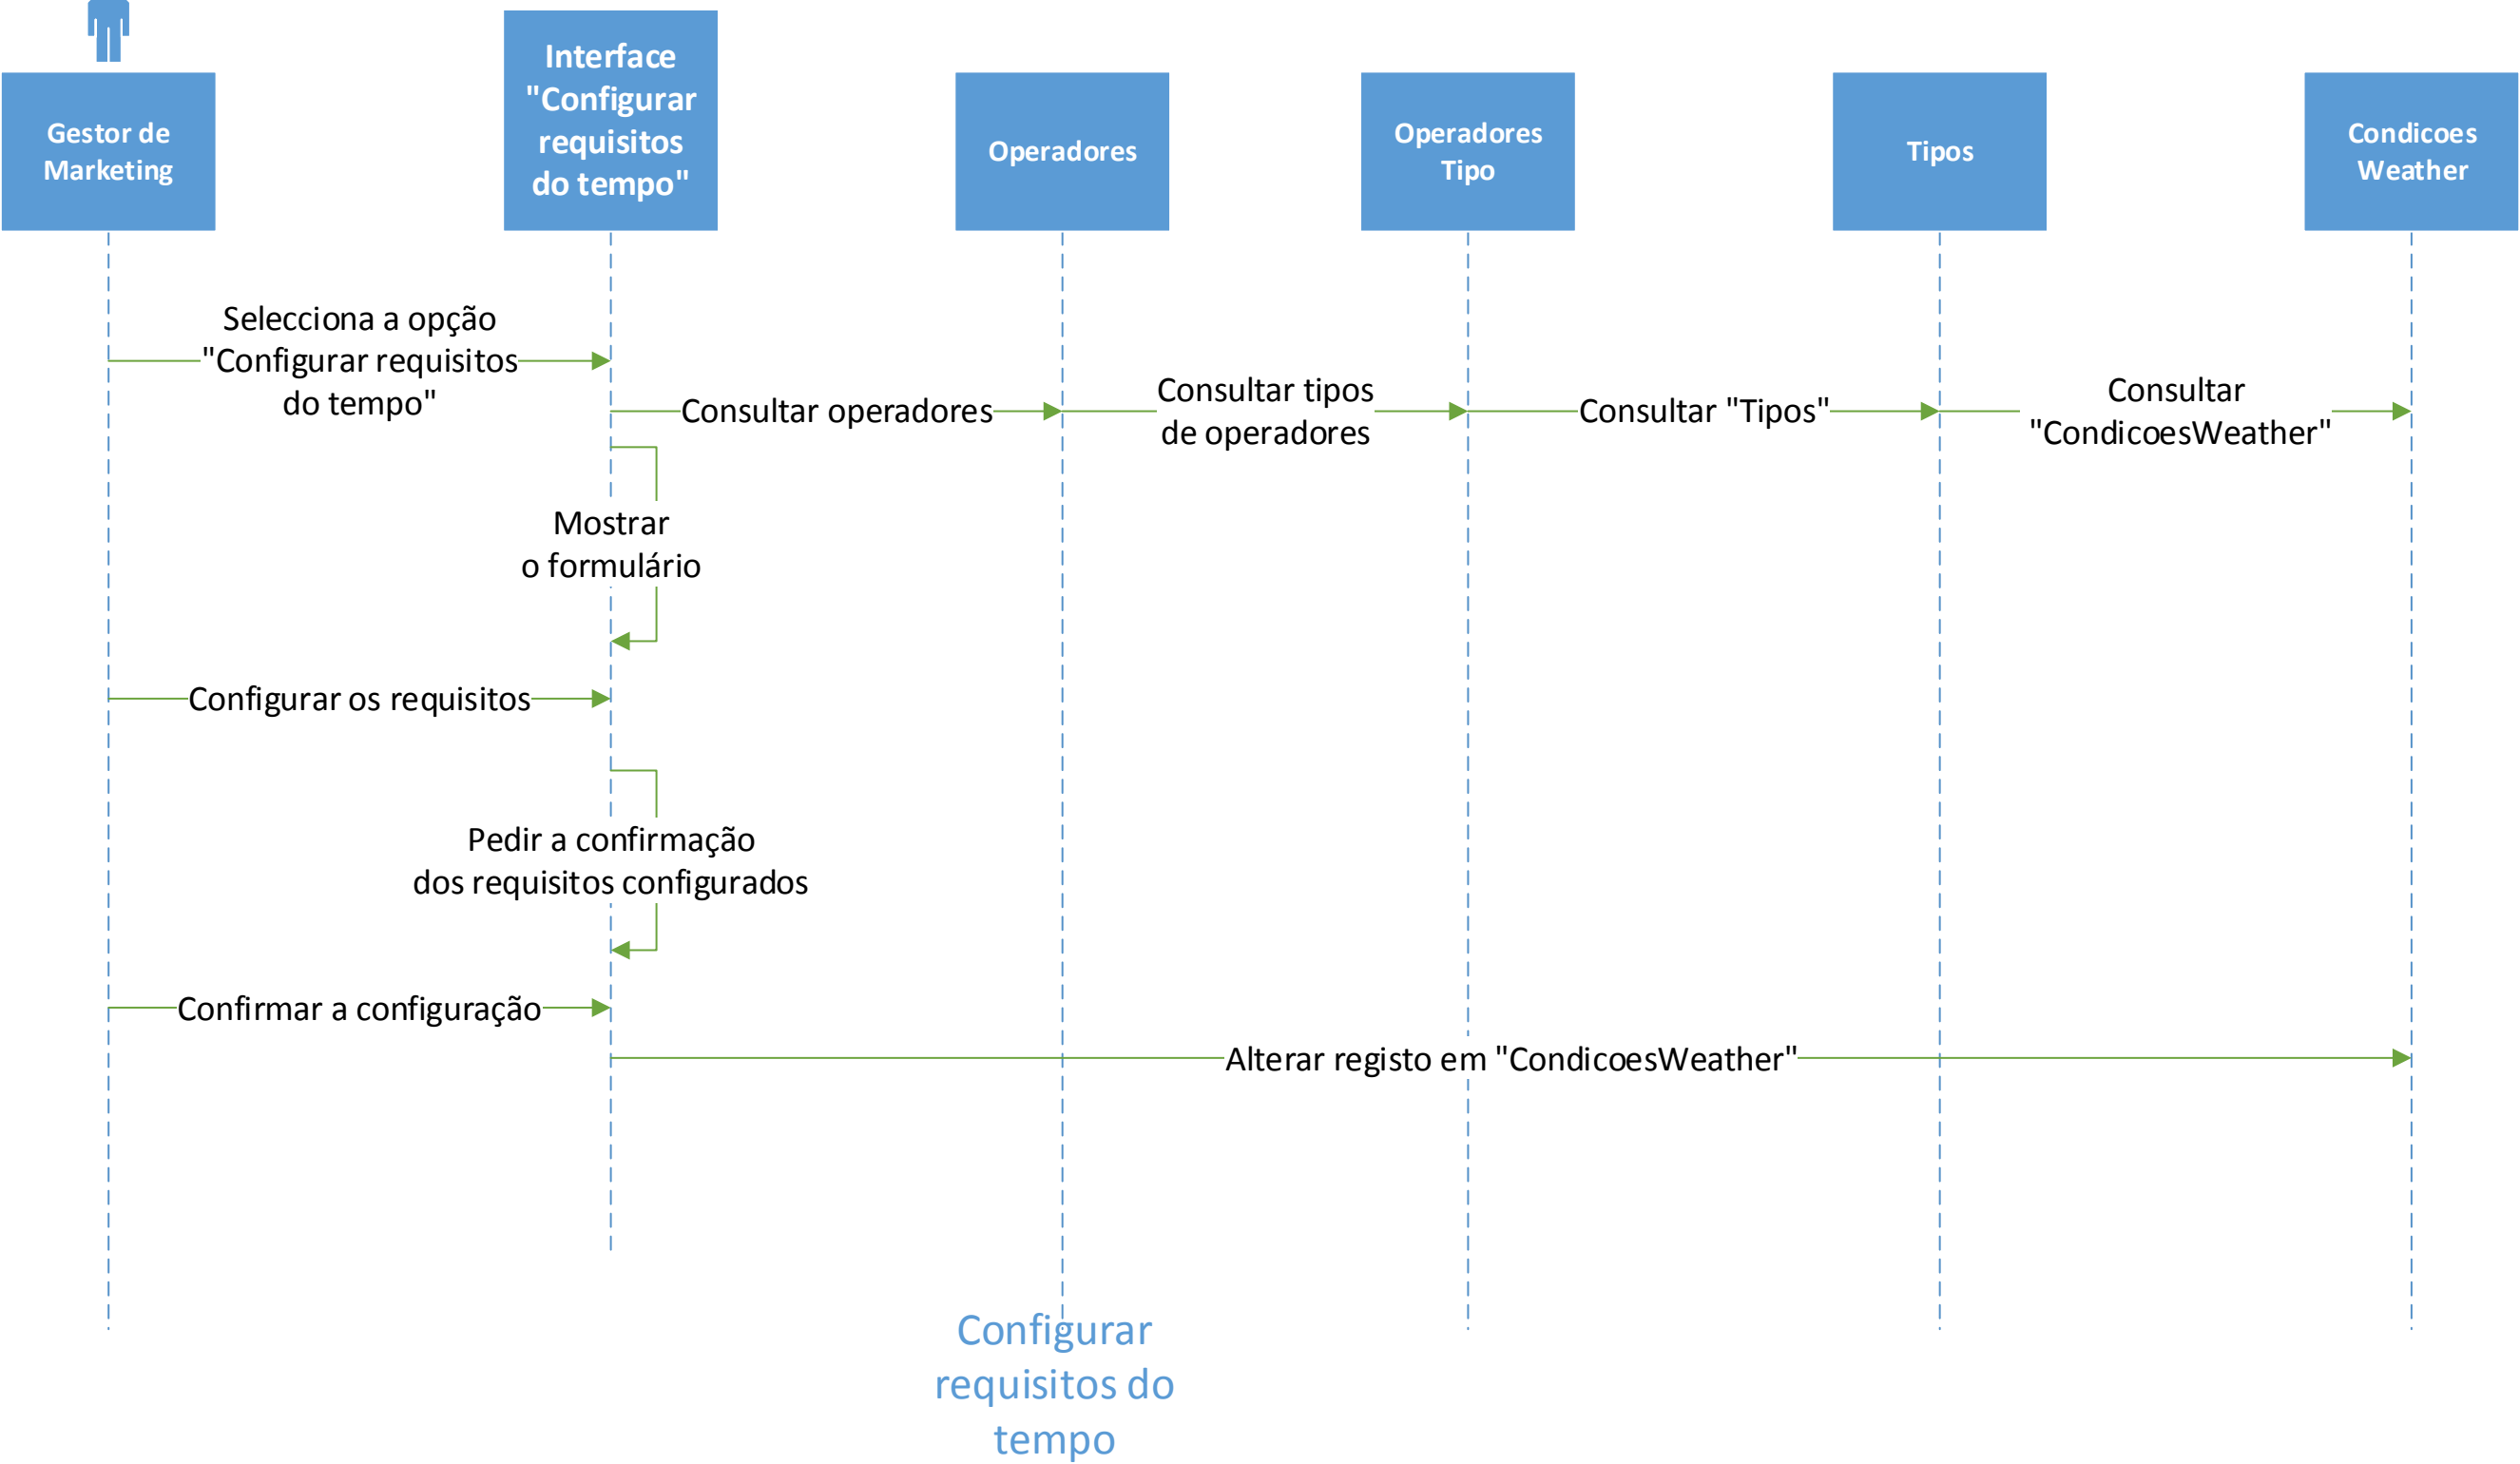 Gestor de
Marketing
Interface
"Configurar
requisitos
do tempo"
Operadores
Operadores
Tipo
Tipos
Condicoes
Weather
Selecciona a opção
"Configurar requisitos
do tempo"
Consultar operadores
Consultar tipos
de operadores
Consultar "Tipos"
Consultar
"CondicoesWeather"
Mostrar
o formulário
Configurar os requisitos
Pedir a confirmação
dos requisitos configurados
Confirmar a configuração
Alterar registo em "CondicoesWeather"
Configurar
requisitos do
tempo